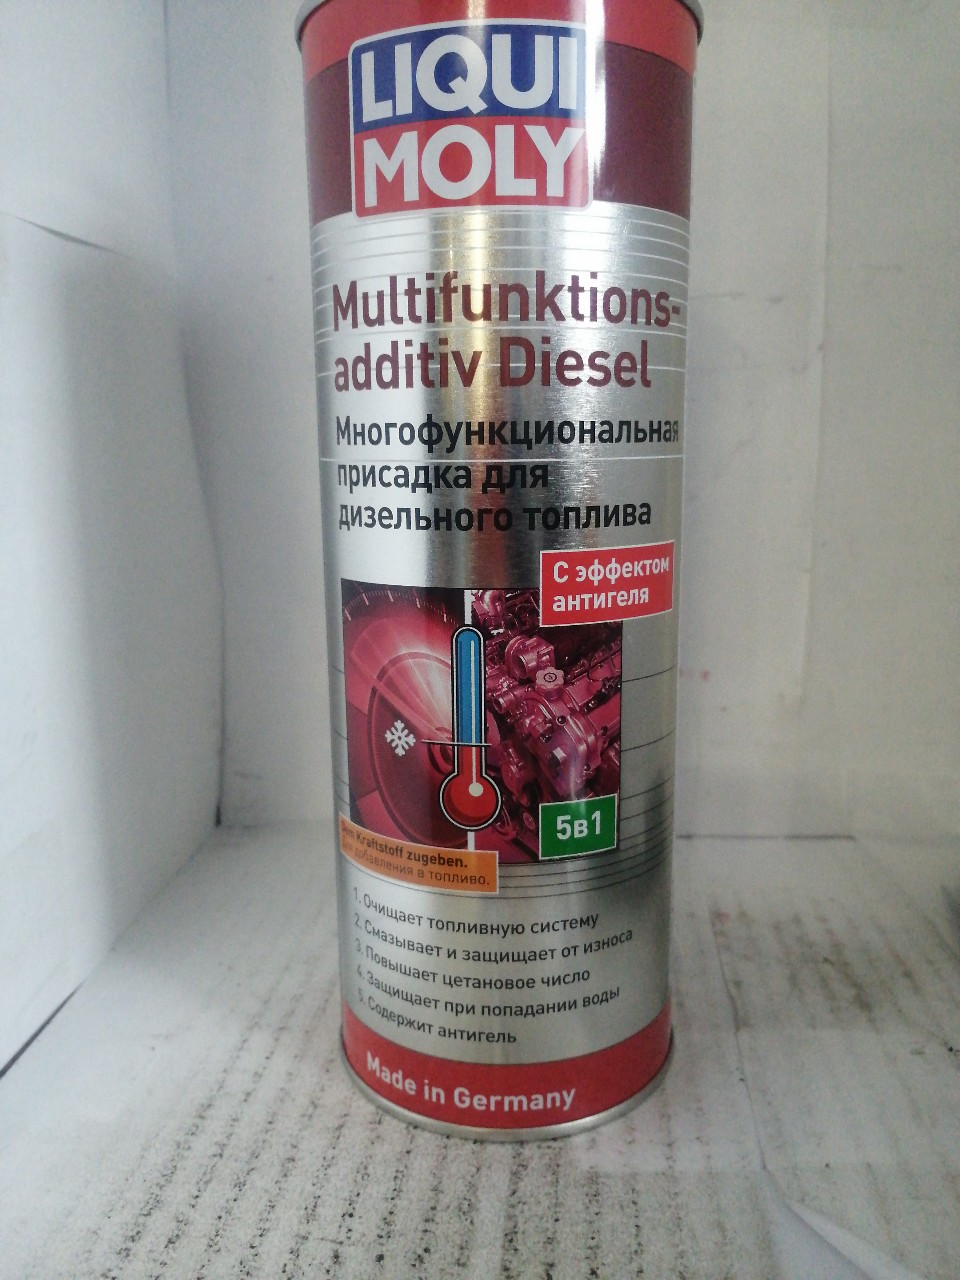 LIQUI
MOLY
Multifunktions-
additiv Diesel
Многофункциональная
присадка для
дизельного топлива
С эффектом
антигеля
5в1
Dem Kraftstoff zugeben.
Для добавления в топливо.
1. Очищает топливную систему
2. Смазывает и защищает от износа
3. Повышает цетановое число
4. Защищает при попадании воды
5. Содержит антигель
Made in Germany